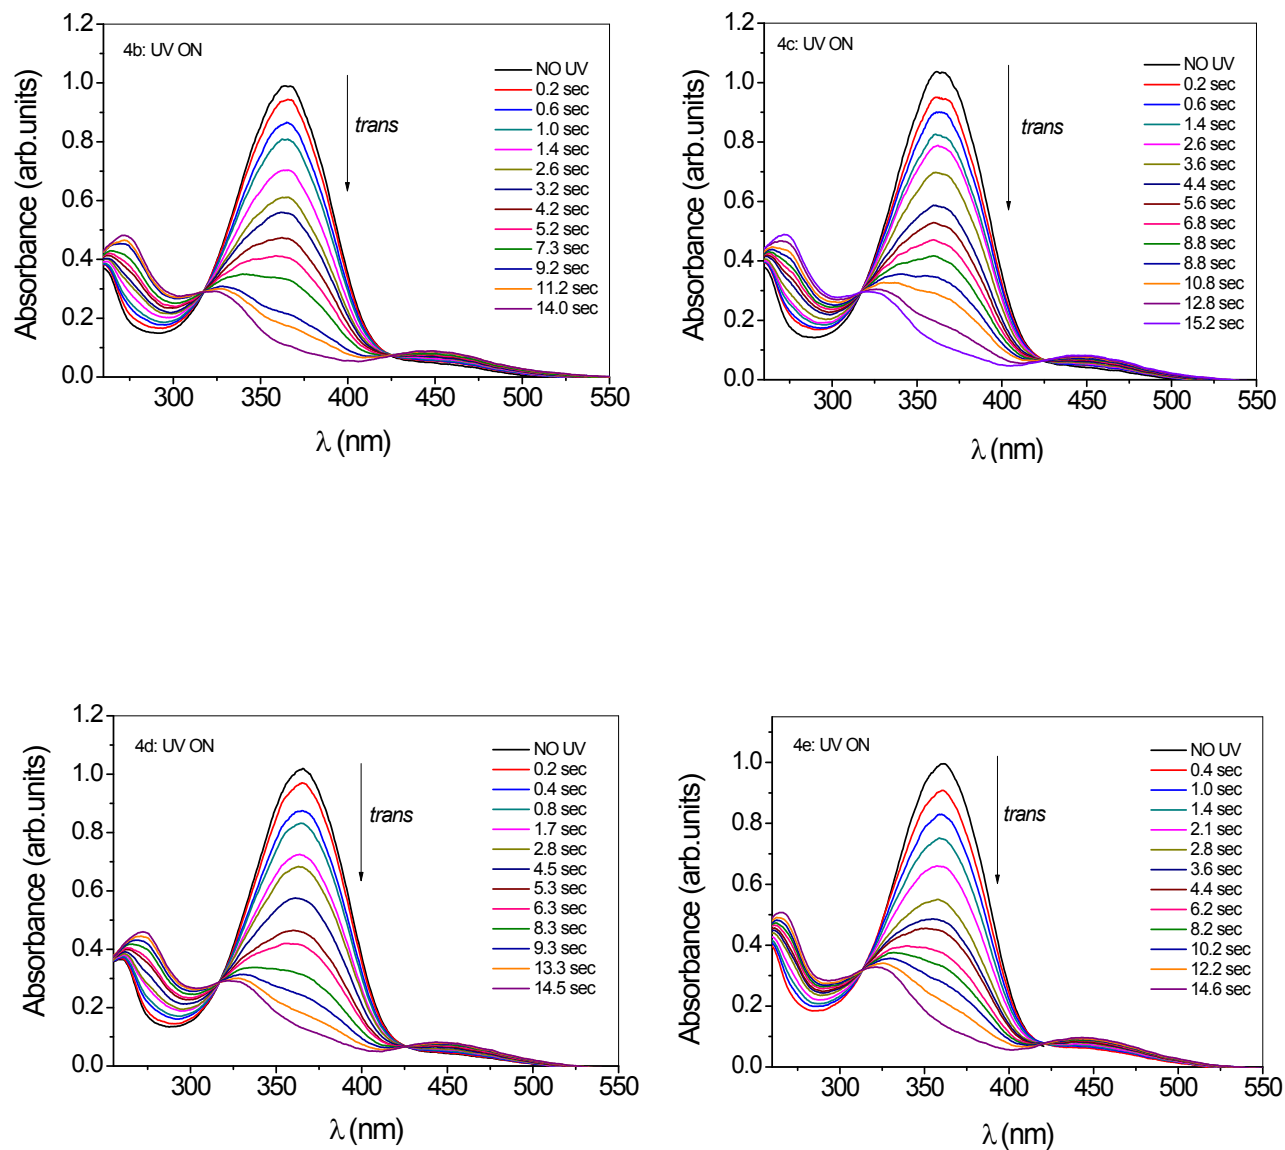 4b: UV ON
NO UV
0.2 sec
0.6 sec
1.0 sec
1.4 sec
2.6 sec
3.2 sec
4.2 sec
5.2 sec
7.3 sec
9.2 sec
11.2 sec
14.0 sec
trans
Absorbance (arb.units)
1.2
1.0
0.8
0.6
0.4
0.2
0.0
300
350
400
450
500
550
λ (nm)
4c: UV ON
NO UV
0.2 sec
0.6 sec
1.4 sec
2.6 sec
3.6 sec
4.4 sec
5.6 sec
6.8 sec
8.8 sec
8.8 sec
10.8 sec
12.8 sec
15.2 sec
trans
Absorbance (arb.units)
1.2
1.0
0.8
0.6
0.4
0.2
0.0
300
350
400
450
500
550
λ (nm)
4d: UV ON
NO UV
0.2 sec
0.4 sec
0.8 sec
1.7 sec
2.8 sec
4.5 sec
5.3 sec
6.3 sec
8.3 sec
9.3 sec
13.3 sec
14.5 sec
trans
Absorbance (arb.units)
1.2
1.0
0.8
0.6
0.4
0.2
0.0
300
350
400
450
500
550
λ (nm)
4e: UV ON
NO UV
0.4 sec
1.0 sec
1.4 sec
2.1 sec
2.8 sec
3.6 sec
4.4 sec
6.2 sec
8.2 sec
10.2 sec
12.2 sec
14.6 sec
trans
Absorbance (arb.units)
1.0
0.8
0.6
0.4
0.2
0.0
300
350
400
450
500
550
λ (nm)